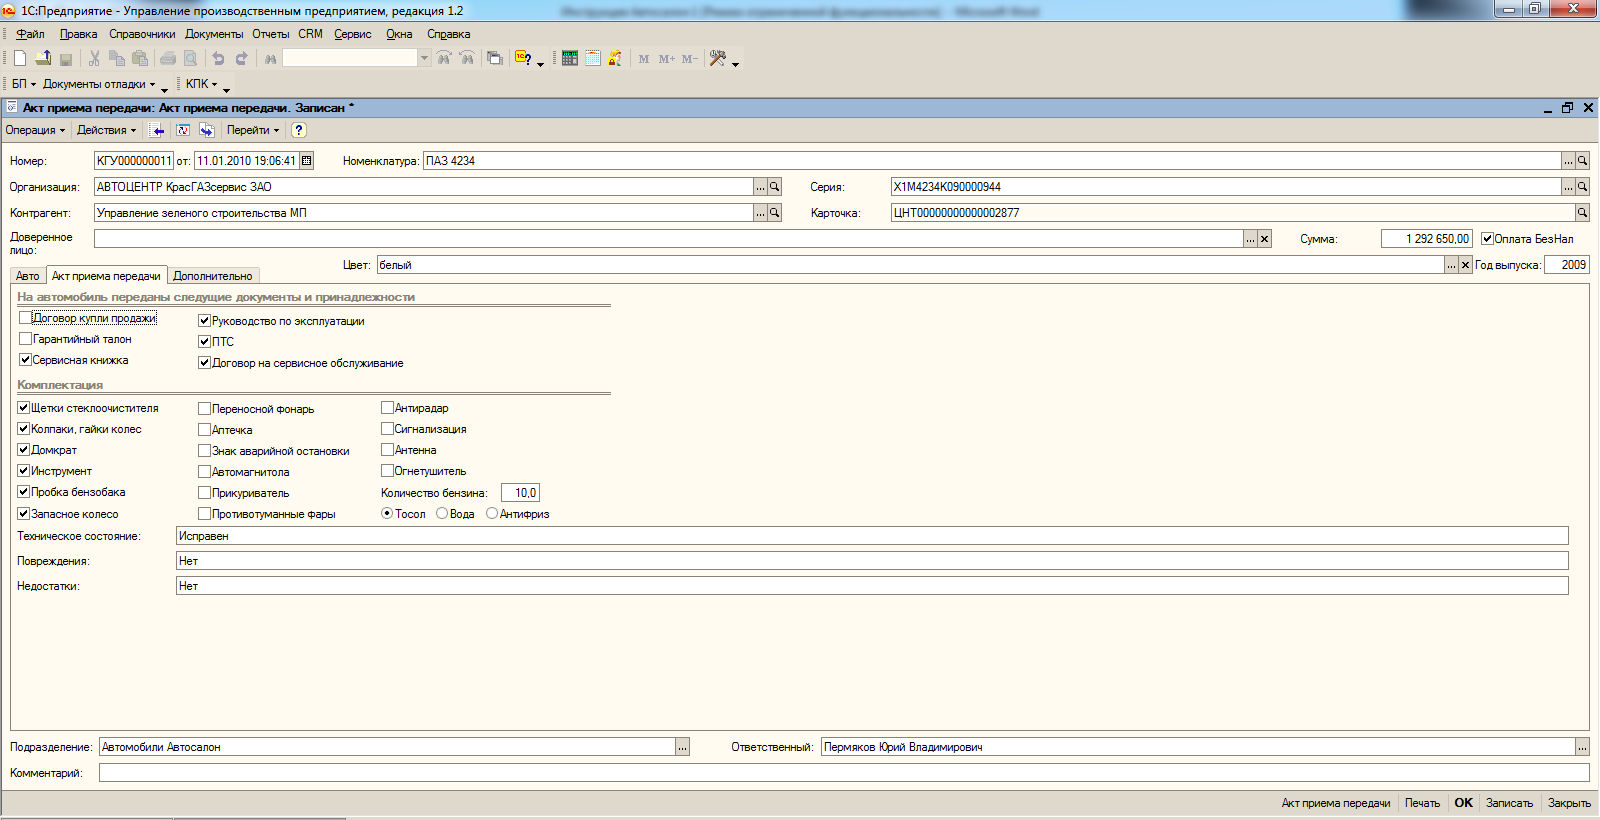 1С:Предприятие - Управление производственным предприятием, редакция 1.2
Файл Правка Справочники Документы Отчеты CRM Сервис Окна Справка
M M+ M-
БП Документы отладки КПК
Акт приема передачи: Акт приема передачи. Записан *
Операция Действия Перейти ?
Номер: КГУ000000011 от: 11.01.2010 19:06:41 Номенклатура: ПАЗ 4234 ...
Организация: АВТОЦЕНТР КрасГАЗсервис ЗАО ... Серия: X1M4234K090000944 ...
Контрагент: Управление зеленого строительства МП ... Карточка: ЦНТ00000000000002877
Доверенное лицо: ... x Сумма: 1 292 650,00 Оплата БезНал
Цвет: белый ... x Год выпуска: 2009
Авто Акт приема передачи Дополнительно
На автомобиль переданы следущие документы и принадлежности
Договор купли продажи Руководство по эксплуатации
Гарантийный талон ПТС
Сервисная книжка Договор на сервисное обслуживание
Комплектация
Щетки стеклоочистителя Переносной фонарь Антирадар
Колпаки, гайки колес Аптечка Сигнализация
Домкрат Знак аварийной остановки Антенна
Инструмент Автомагнитола Огнетушитель
Пробка бензобака Прикуриватель Количество бензина: 10,0
Запасное колесо Противотуманные фары Тосол Вода Антифриз
Техническое состояние: Исправен
Повреждения: Нет
Недостатки: Нет
Подразделение: Автомобили Автосалон ... Ответственный: Пермяков Юрий Владимирович ...
Комментарий:
Акт приема передачи Печать OK Записать Закрыть